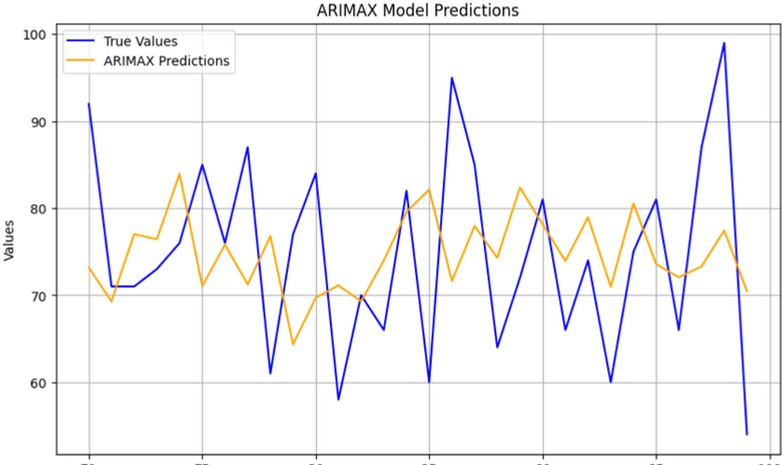 ARIMAX Model Predictions
True Values
ARIMAX Predictions
Values
100
90
80
70
60